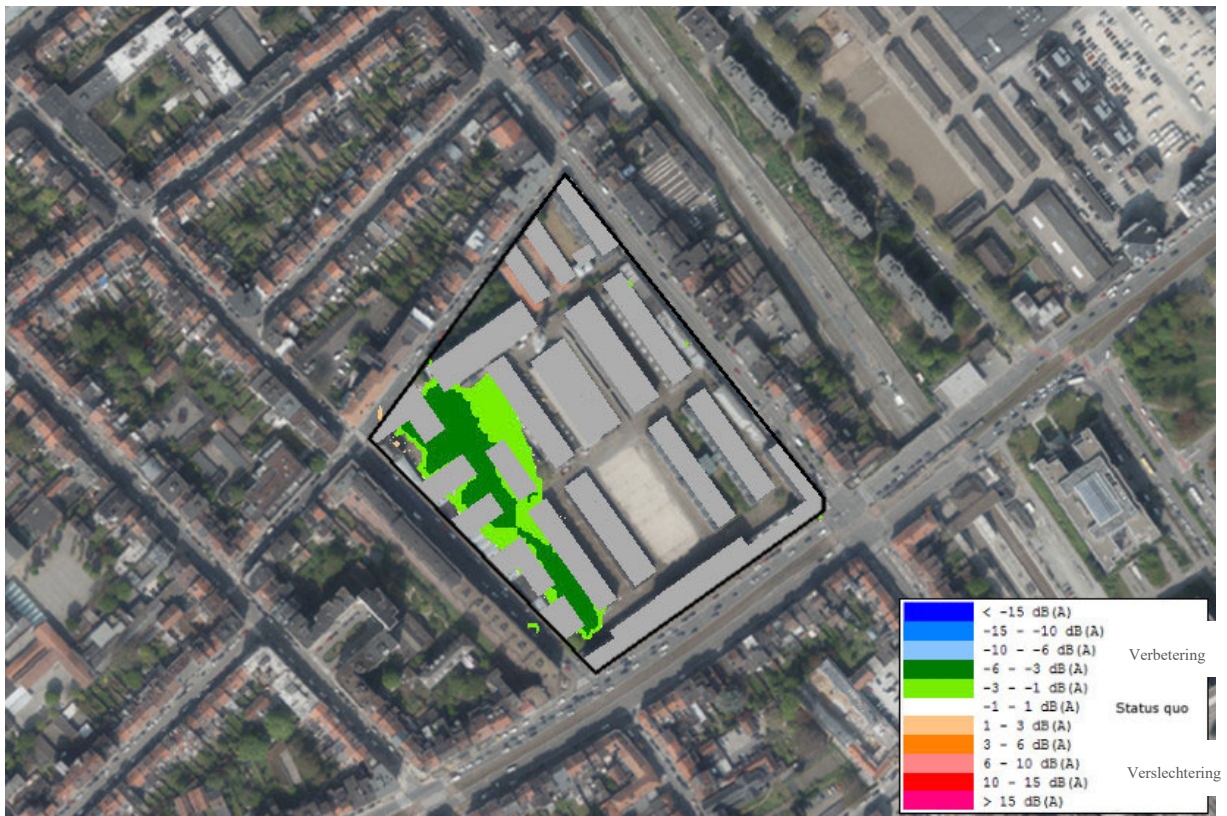 < -15 dB(A)
-15 - -10 dB(A)
-10 - -6 dB(A)
Verbetering
-6 - -3 dB(A)
-3 - -1 dB(A)
-1 - 1 dB(A)
Status quo
1 - 3 dB(A)
3 - 6 dB(A)
6 - 10 dB(A)
Verslechtering
10 - 15 dB(A)
> 15 dB(A)